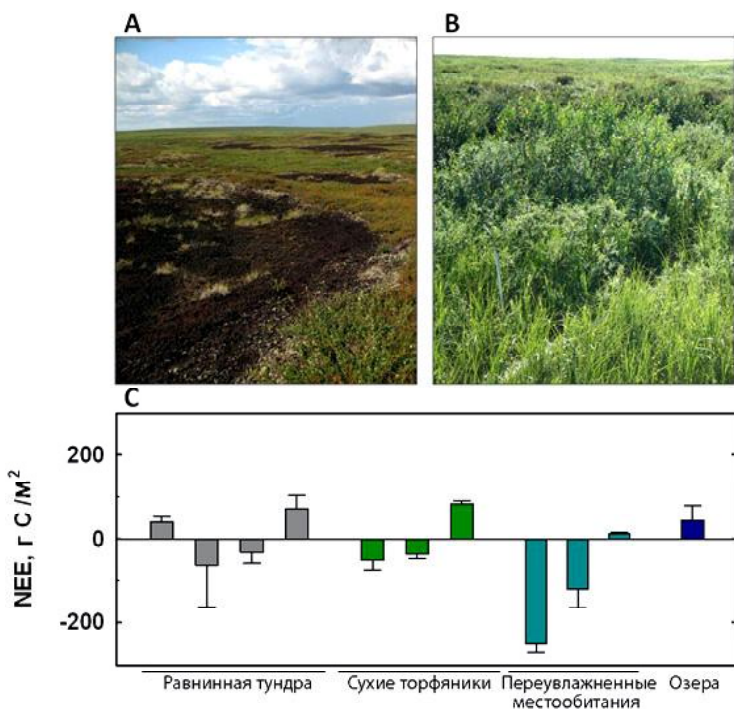 A
B
C
NEE, г С /м²
200
0
-200
Равнинная тундра
Сухие торфяники
Переувлажненные
местообитания
Озера